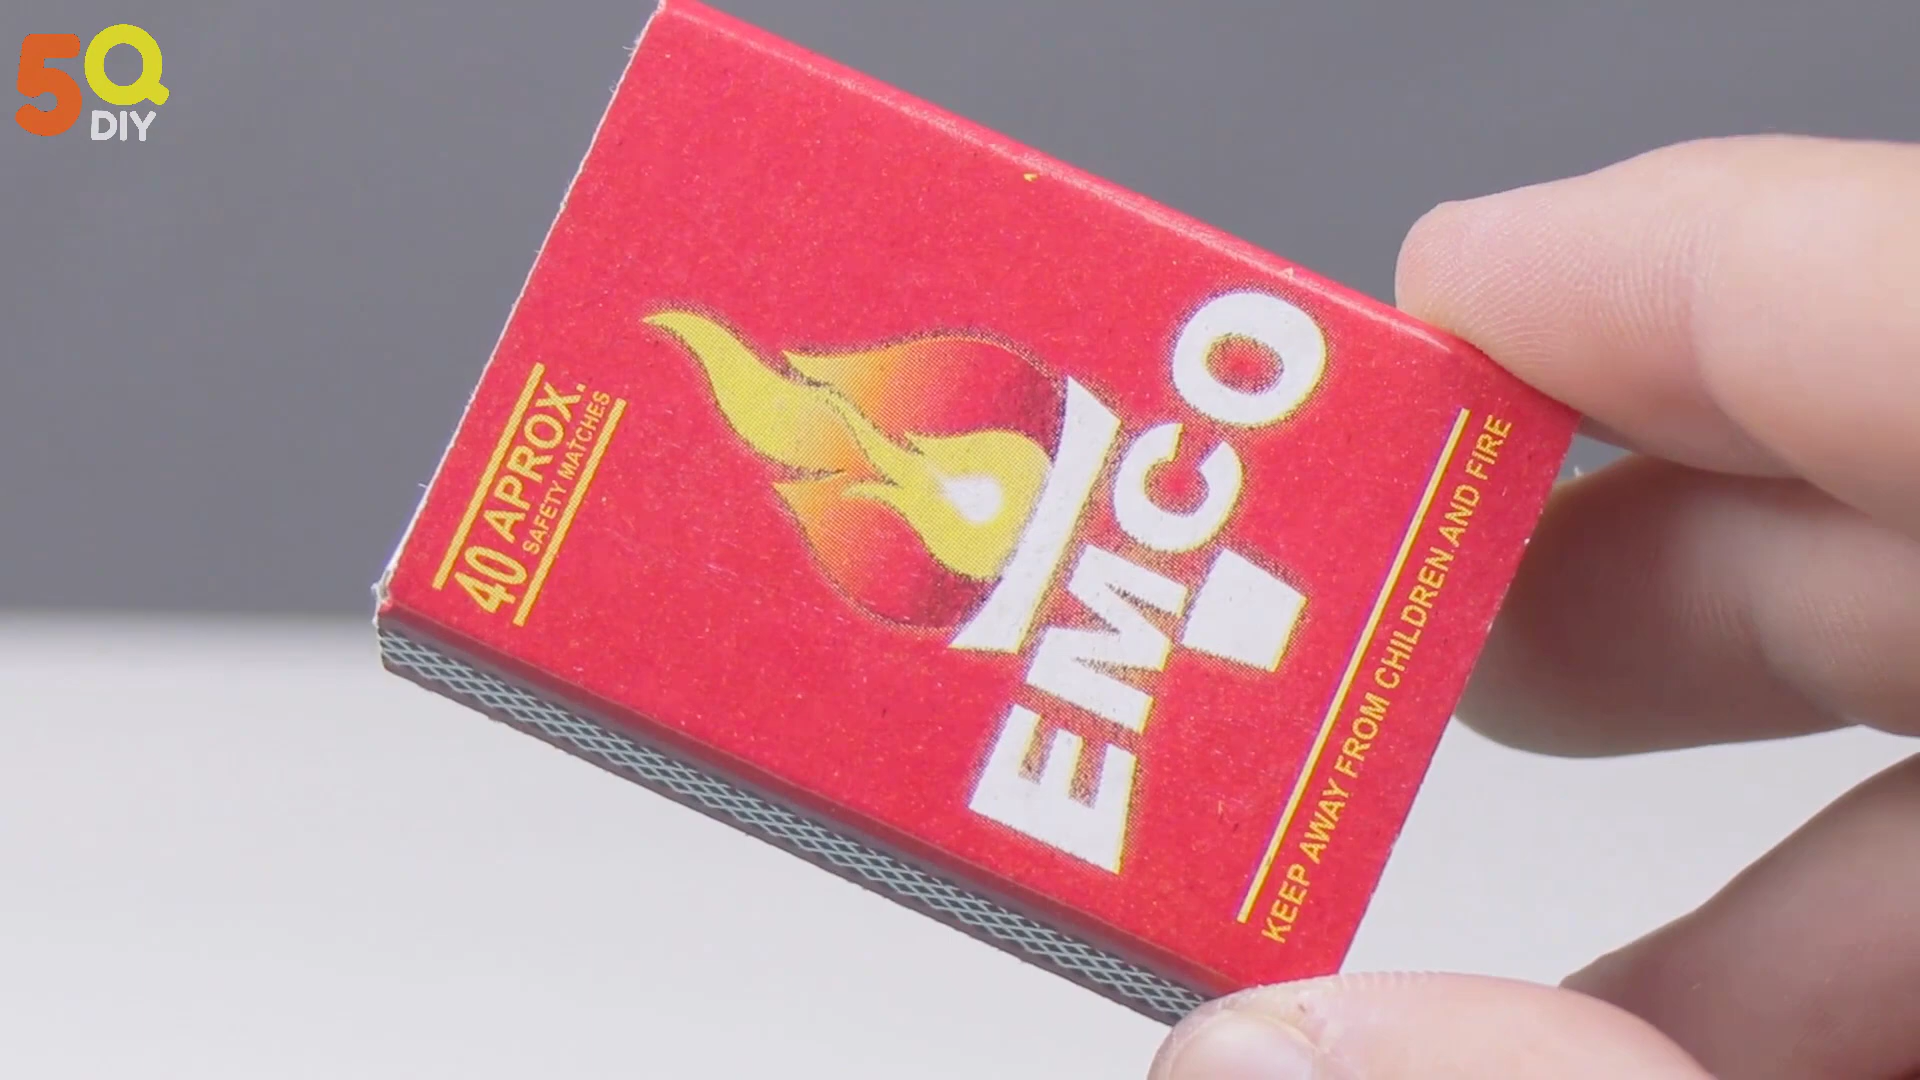 5Q
DIY
40 APROX.
SAFETY MATCHES
EMCO
KEEP AWAY FROM CHILDREN AND FIRE